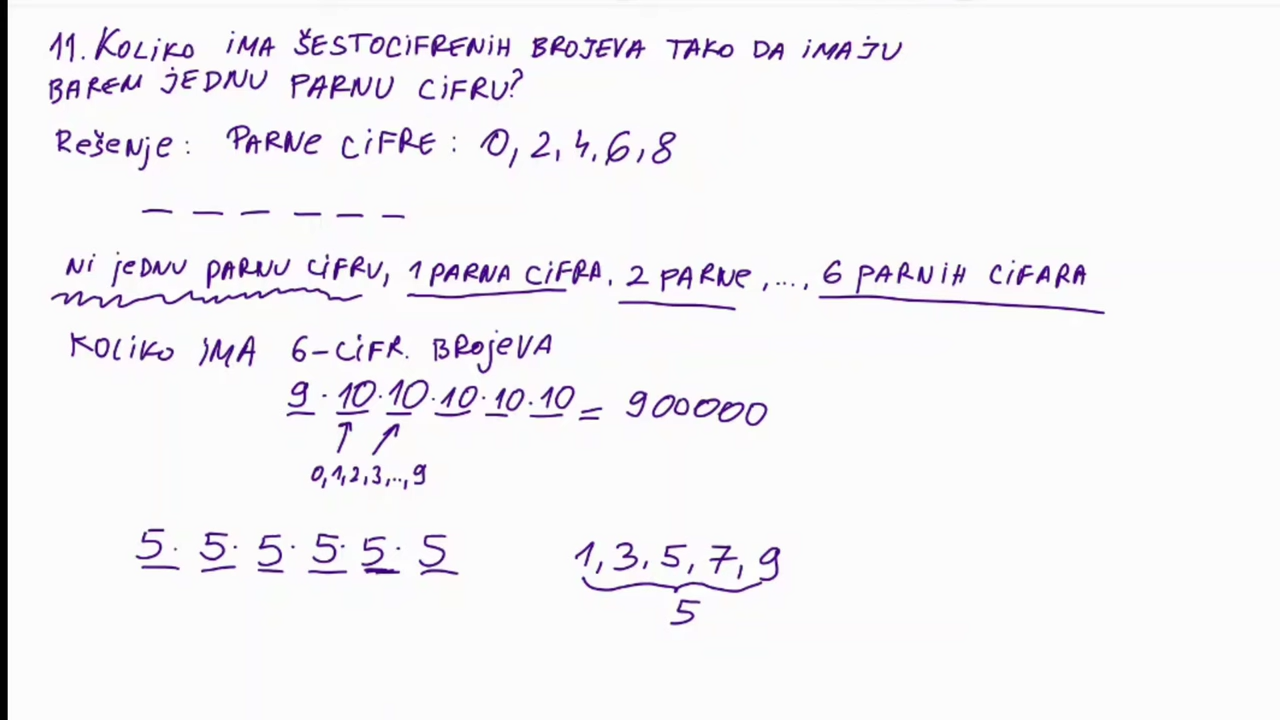 11. KOLIKO IMA ŠESTOCIFRENIH BROJEVA TAKO DA IMAJU
BAREM JEDNU PARNU CIFRU?
Rešenje: PARNE CIFRE: 0, 2, 4, 6, 8
NI JEDNU PARNU CIFRU, 1 PARNA CIFRA, 2 PARNE, ..., 6 PARNIH CIFARA
KOLIKO IMA 6-CIFR. BROJEVA
9 · 10 · 10 · 10 · 10 · 10 = 900000
0, 1, 2, 3, .., 9
5 · 5 · 5 · 5 · 5 · 5 1, 3, 5, 7, 9
5